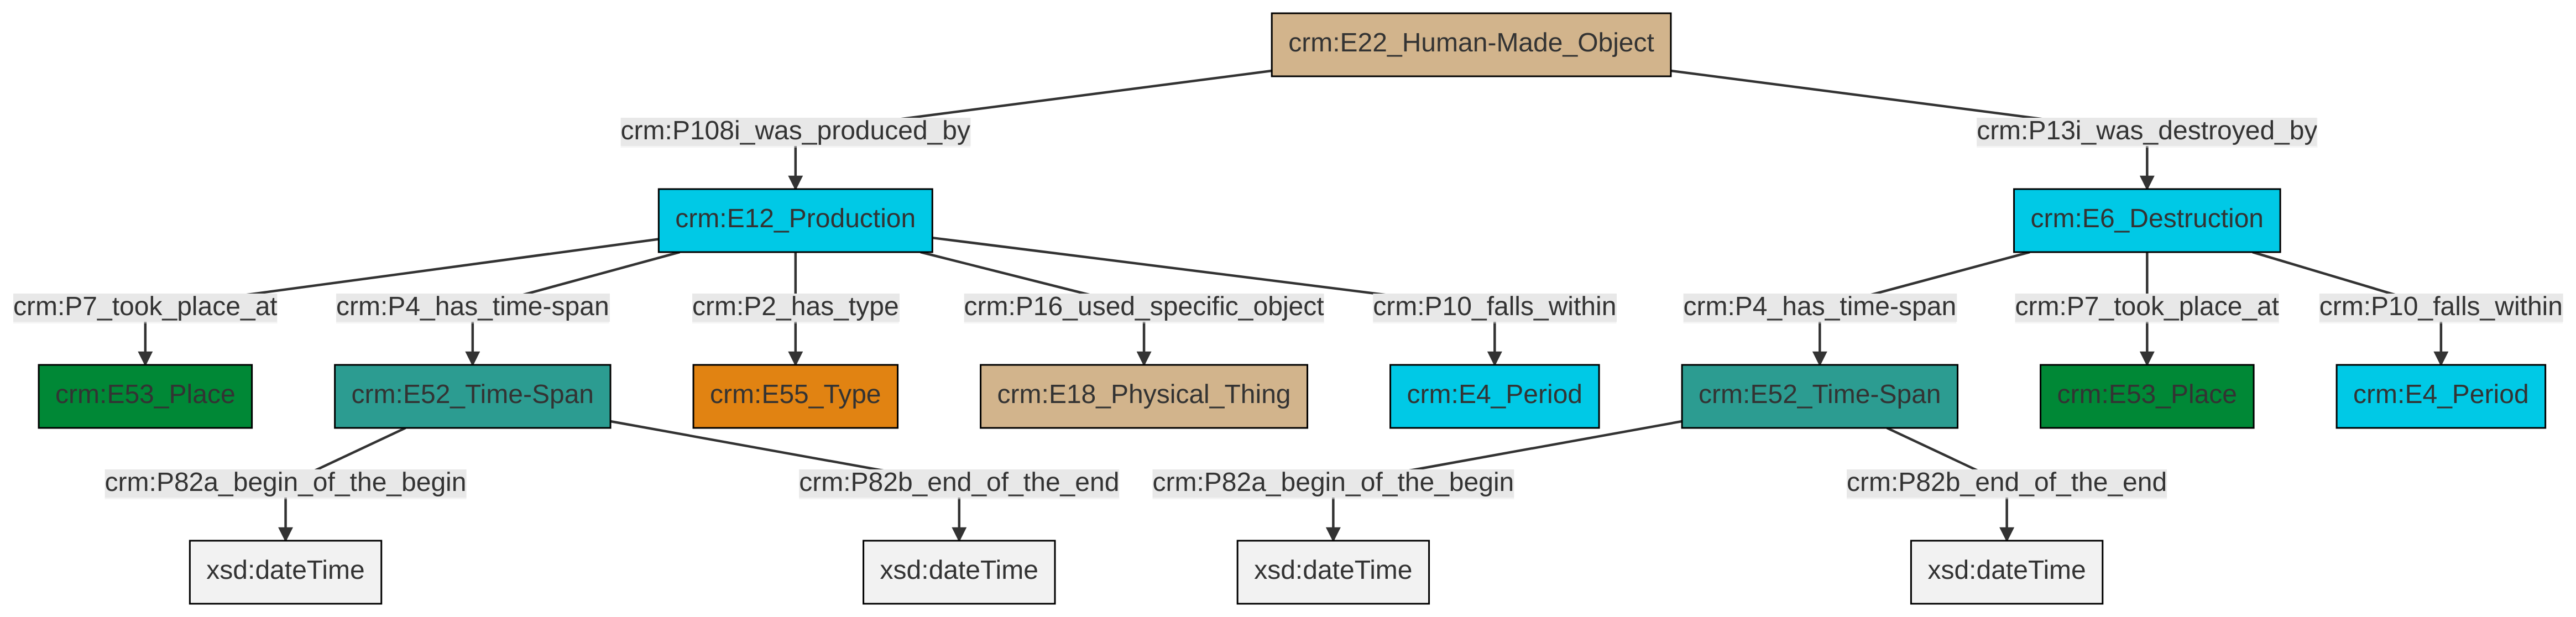 crm:E22_Human-Made_Object
crm:P108i_was_produced_by
crm:P13i_was_destroyed_by
crm:E12_Production
crm:E6_Destruction
crm:P7_took_place_at
crm:P4_has_time-span
crm:P2_has_type
crm:P16_used_specific_object
crm:P10_falls_within
crm:P4_has_time-span
crm:P7_took_place_at
crm:P10_falls_within
crm:E53_Place
crm:E52_Time-Span
crm:E55_Type
crm:E18_Physical_Thing
crm:E4_Period
crm:E52_Time-Span
crm:E53_Place
crm:E4_Period
crm:P82a_begin_of_the_begin
crm:P82b_end_of_the_end
crm:P82a_begin_of_the_begin
crm:P82b_end_of_the_end
xsd:dateTime
xsd:dateTime
xsd:dateTime
xsd:dateTime